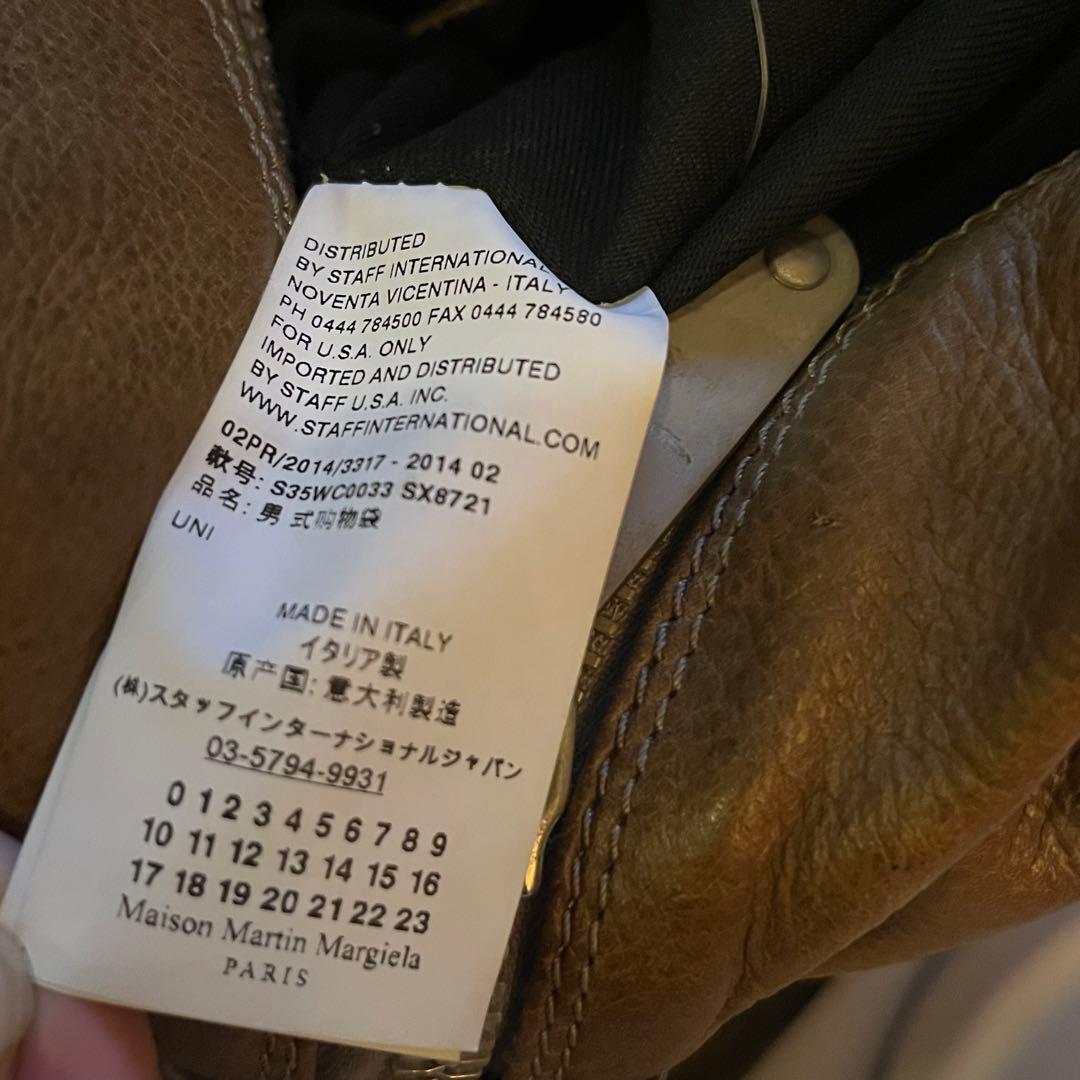 DISTRIBUTED
BY STAFF INTERNATIONAL
NOVENTA VICENTINA - ITALY
PH 0444 784500 FAX 0444 784580
FOR U.S.A. ONLY
IMPORTED AND DISTRIBUTED
BY STAFF U.S.A. INC.
WWW.STAFFINTERNATIONAL.COM
02PR/2014/3317 - 2014 02
款号: S35WC0033 SX8721
品名: 男式购物袋
UNI
MADE IN ITALY
イタリア製
原产国: 意大利製造
(株)スタッフインターナショナルジャパン
03-5794-9931
0 1 2 3 4 5 6 7 8 9
10 11 12 13 14 15 16
17 18 19 20 21 22 23
Maison Martin Margiela
PARIS